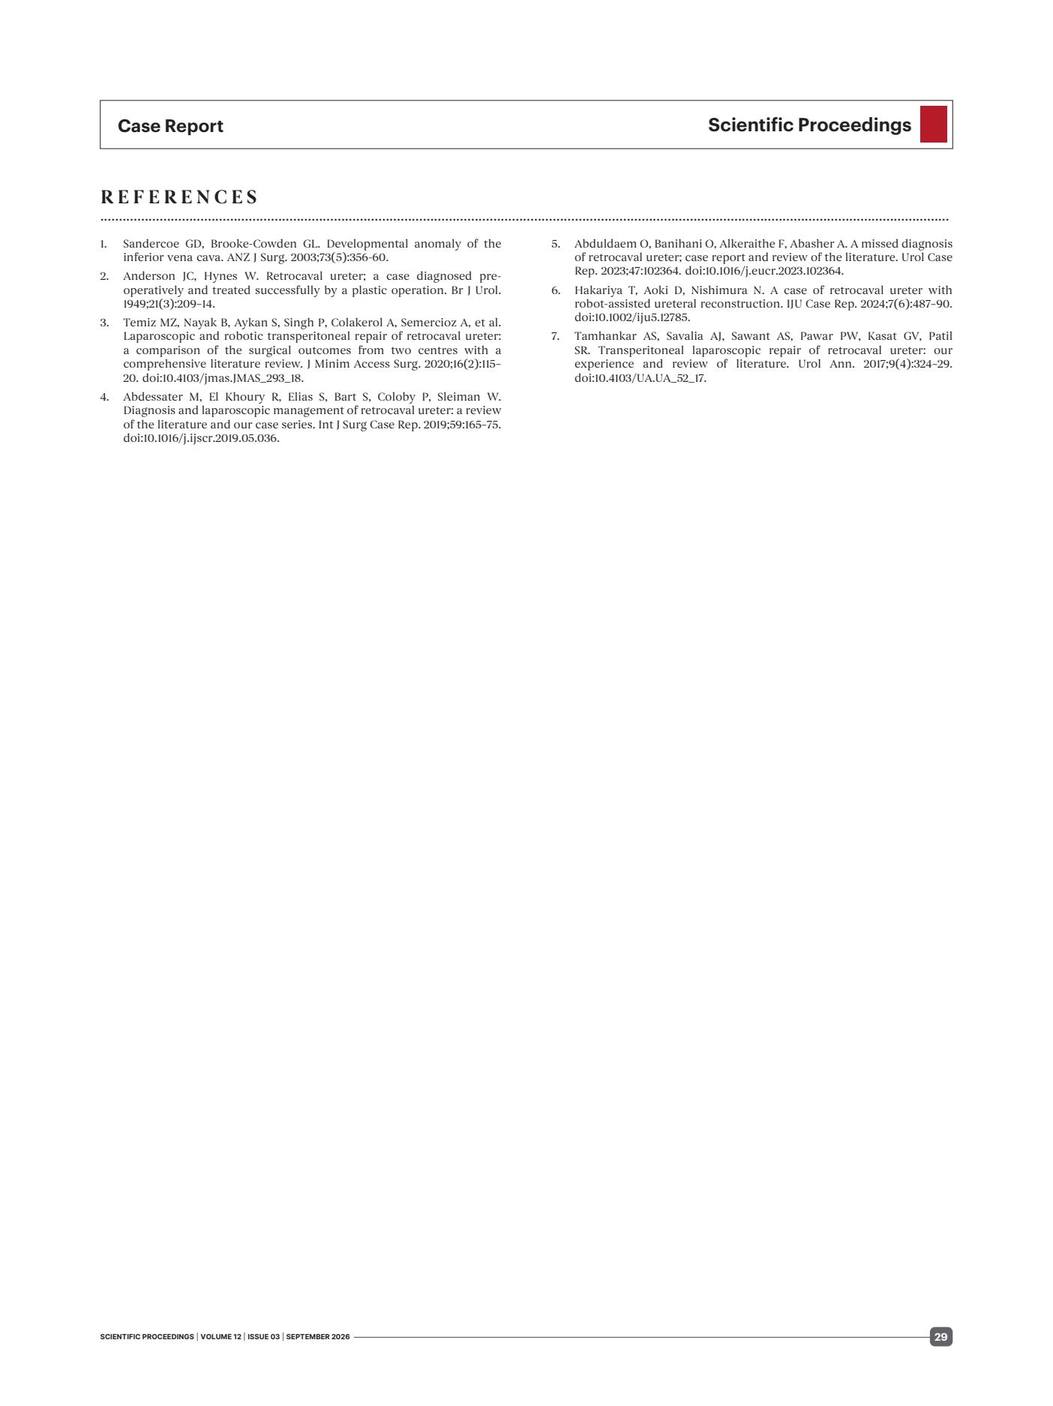 Case Report
Scientific Proceedings
REFERENCES
1. Sandercoe GD, Brooke-Cowden GL. Developmental anomaly of the
inferior vena cava. ANZ J Surg. 2003;73(5):356-60.
2. Anderson JC, Hynes W. Retrocaval ureter; a case diagnosed pre-
operatively and treated successfully by a plastic operation. Br J Urol.
1949;21(3):209–14.
3. Temiz MZ, Nayak B, Aykan S, Singh P, Colakerol A, Semercioz A, et al.
Laparoscopic and robotic transperitoneal repair of retrocaval ureter:
a comparison of the surgical outcomes from two centres with a
comprehensive literature review. J Minim Access Surg. 2020;16(2):115–
20. doi:10.4103/jmas.JMAS_293_18.
4. Abdessater M, El Khoury R, Elias S, Bart S, Coloby P, Sleiman W.
Diagnosis and laparoscopic management of retrocaval ureter: a review
of the literature and our case series. Int J Surg Case Rep. 2019;59:165–75.
doi:10.1016/j.ijscr.2019.05.036.
5. Abduldaem O, Banihani O, Alkeraithe F, Abasher A. A missed diagnosis
of retrocaval ureter; case report and review of the literature. Urol Case
Rep. 2023;47:102364. doi:10.1016/j.eucr.2023.102364.
6. Hakariya T, Aoki D, Nishimura N. A case of retrocaval ureter with
robot-assisted ureteral reconstruction. IJU Case Rep. 2024;7(6):487–90.
doi:10.1002/iju5.12785.
7. Tamhankar AS, Savalia AJ, Sawant AS, Pawar PW, Kasat GV, Patil
SR. Transperitoneal laparoscopic repair of retrocaval ureter: our
experience and review of literature. Urol Ann. 2017;9(4):324–29.
doi:10.4103/UA.UA_52_17.
SCIENTIFIC PROCEEDINGS | VOLUME 12 | ISSUE 03 | SEPTEMBER 2026
29